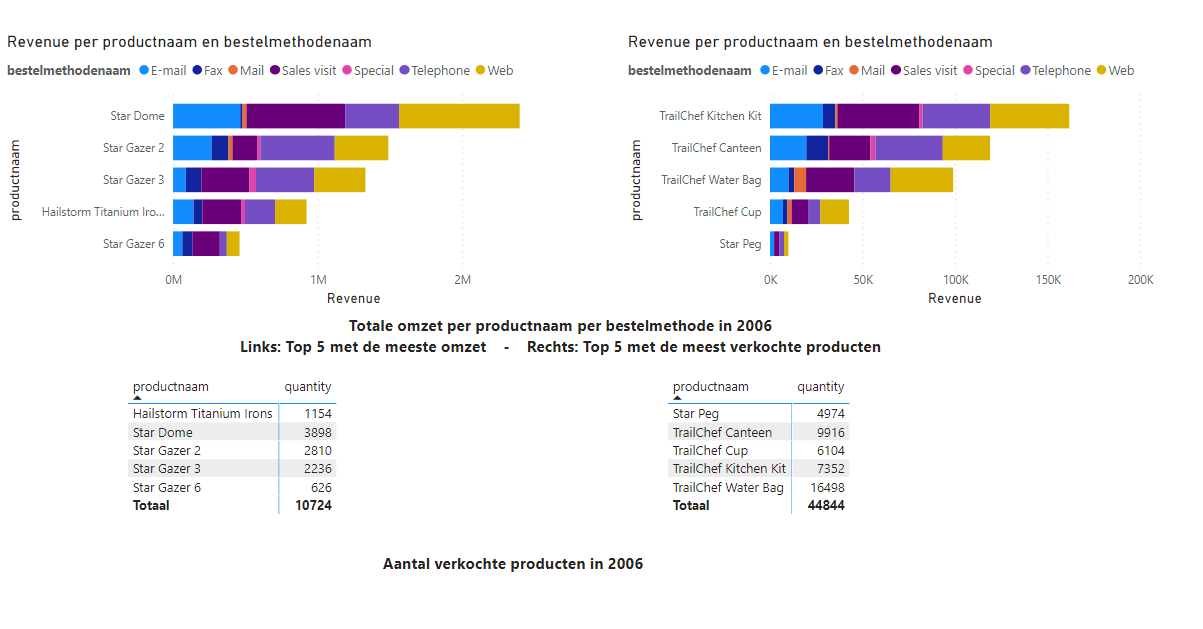 Revenue per productnaam en bestelmethodenaam
bestelmethodenaam E-mail Fax Mail Sales visit Special Telephone Web
productnaam
Star Dome
Star Gazer 2
Star Gazer 3
Hailstorm Titanium Iro...
Star Gazer 6
0M 1M 2M
Revenue
Revenue per productnaam en bestelmethodenaam
bestelmethodenaam E-mail Fax Mail Sales visit Special Telephone Web
productnaam
TrailChef Kitchen Kit
TrailChef Canteen
TrailChef Water Bag
TrailChef Cup
Star Peg
0K 50K 100K 150K 200K
Revenue
Totale omzet per productnaam per bestelmethode in 2006
Links: Top 5 met de meeste omzet - Rechts: Top 5 met de meest verkochte producten
productnaam quantity
Hailstorm Titanium Irons 1154
Star Dome 3898
Star Gazer 2 2810
Star Gazer 3 2236
Star Gazer 6 626
Totaal 10724
productnaam quantity
Star Peg 4974
TrailChef Canteen 9916
TrailChef Cup 6104
TrailChef Kitchen Kit 7352
TrailChef Water Bag 16498
Totaal 44844
Aantal verkochte producten in 2006